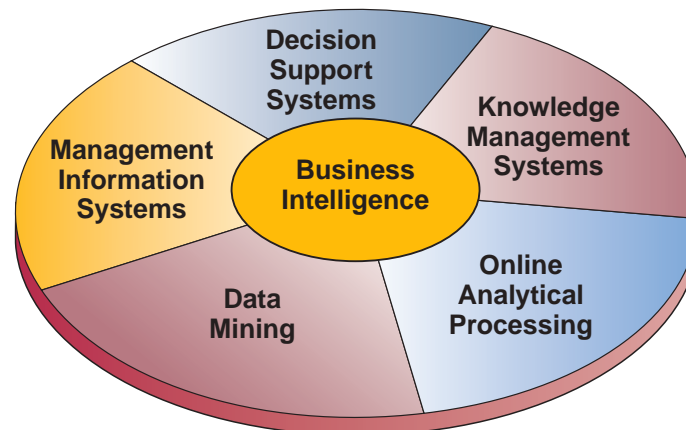 Decision
Support
Systems
Knowledge
Management
Systems
Management
Information
Systems
Business
Intelligence
Online
Analytical
Processing
Data
Mining